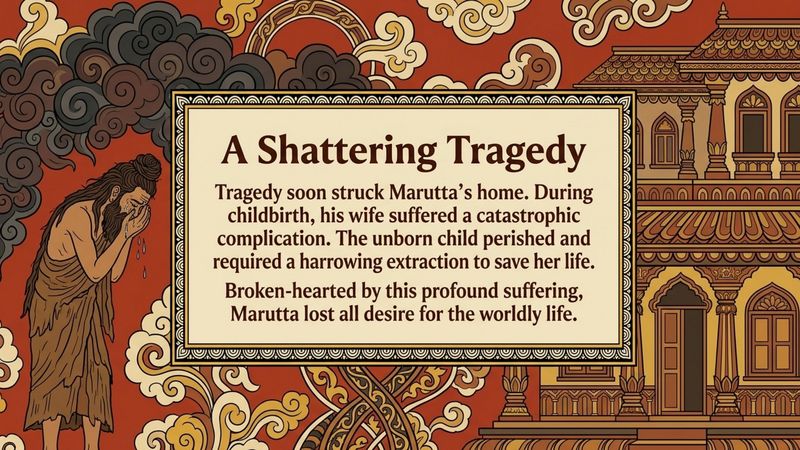 A Shattering Tragedy
Tragedy soon struck Marutta’s home. During
childbirth, his wife suffered a catastrophic
complication. The unborn child perished and
required a harrowing extraction to save her life.
Broken-hearted by this profound suffering,
Marutta lost all desire for the worldly life.